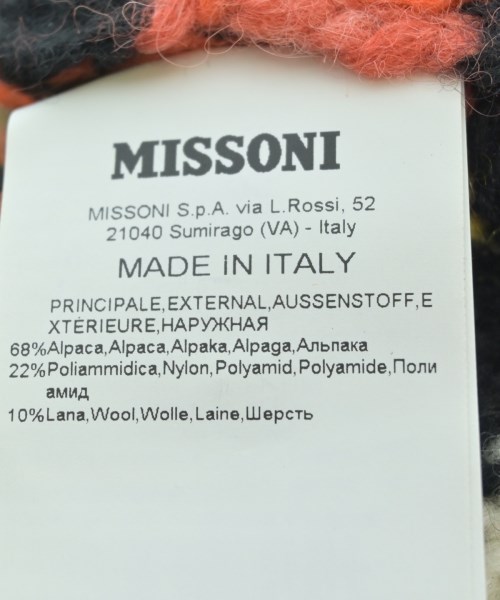 MISSONI
MISSONI S.p.A. via L.Rossi, 52
21040 Sumirago (VA) - Italy
MADE IN ITALY
PRINCIPALE,EXTERNAL,AUSSENSTOFF,E
XTÉRIEURE,НАРУЖНАЯ
68%Alpaca,Alpaca,Alpaka,Alpaga,Альпака
22%Poliammidica,Nylon,Polyamid,Polyamide,Поли
амид
10%Lana,Wool,Wolle,Laine,Шерсть